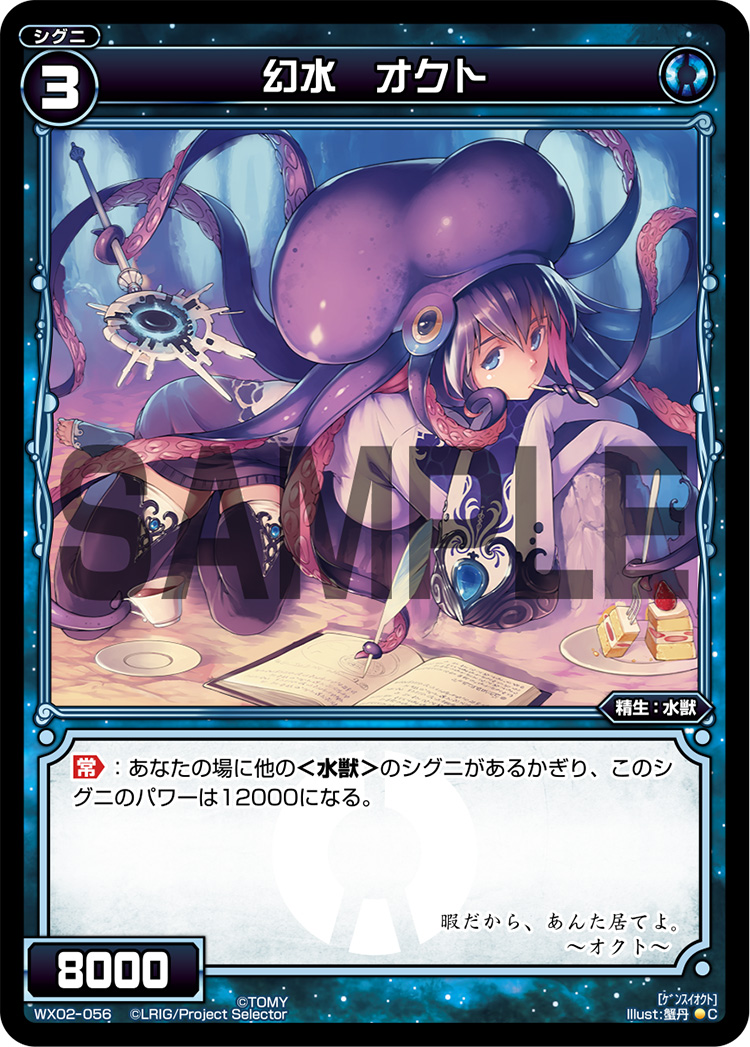 シグニ
3
幻水　オクト
SAMPLE
精生：水獣
常：あなたの場に他の＜水獣＞のシグニがあるかぎり、このシ
グニのパワーは12000になる。
暇だから、あんた居てよ。
～オクト～
8000
WX02-056 ©LRIG/Project Selector
©TOMY
[ｹﾞﾝｽｲｵｸﾄ]
Illust:蟹丹 C